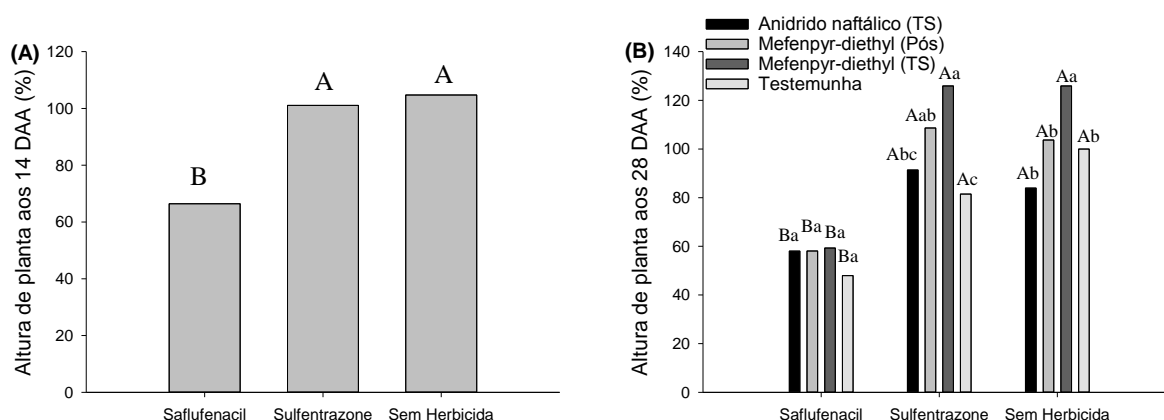 (A)
Altura de planta aos 14 DAA (%)
120
100
80
60
40
20
0
B
A
A
Saflufenacil Sulfentrazone Sem Herbicida
(B)
Anidrido naftálico (TS)
Mefenpyr-diethyl (Pós)
Mefenpyr-diethyl (TS)
Testemunha
Altura de planta aos 28 DAA (%)
140
120
100
80
60
40
20
0
Ba Ba Ba Ba
Abc Aab Aa Ac
Ab Ab Aa Ab
Saflufenacil Sulfentrazone Sem Herbicida